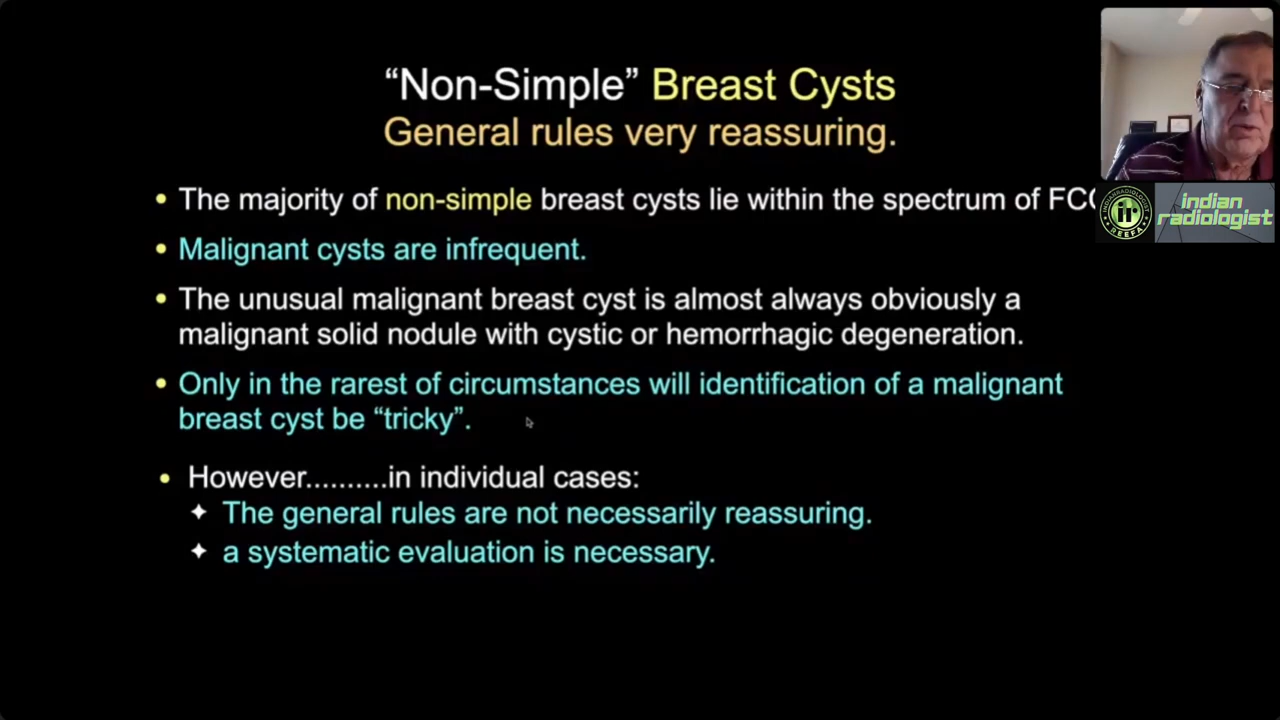 “Non-Simple” Breast Cysts
General rules very reassuring.
• The majority of non-simple breast cysts lie within the spectrum of
• Malignant cysts are infrequent.
• The unusual malignant breast cyst is almost always obviously a
malignant solid nodule with cystic or hemorrhagic degeneration.
• Only in the rarest of circumstances will identification of a malignant
breast cyst be “tricky”.
• However..........in individual cases:
✦ The general rules are not necessarily reassuring.
✦ a systematic evaluation is necessary.
ir
REEFA
indian
radiologist